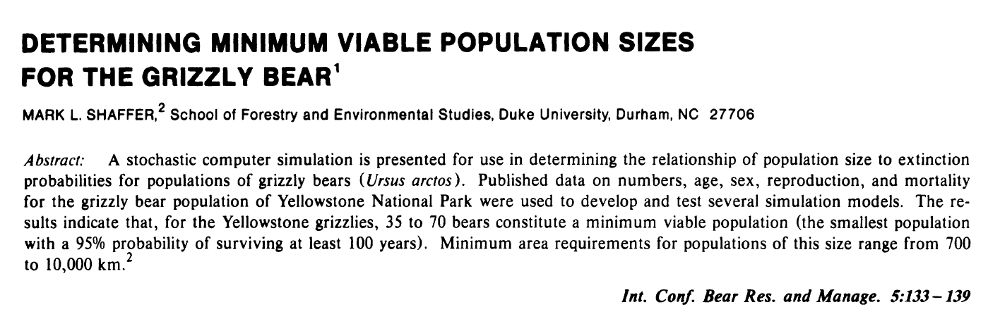 DETERMINING MINIMUM VIABLE POPULATION SIZES
FOR THE GRIZZLY BEAR¹
MARK L. SHAFFER,² School of Forestry and Environmental Studies, Duke University, Durham, NC 27706
Abstract: A stochastic computer simulation is presented for use in determining the relationship of population size to extinction
probabilities for populations of grizzly bears (Ursus arctos). Published data on numbers, age, sex, reproduction, and mortality
for the grizzly bear population of Yellowstone National Park were used to develop and test several simulation models. The re-
sults indicate that, for the Yellowstone grizzlies, 35 to 70 bears constitute a minimum viable population (the smallest population
with a 95% probability of surviving at least 100 years). Minimum area requirements for populations of this size range from 700
to 10,000 km.²
Int. Conf. Bear Res. and Manage. 5:133–139